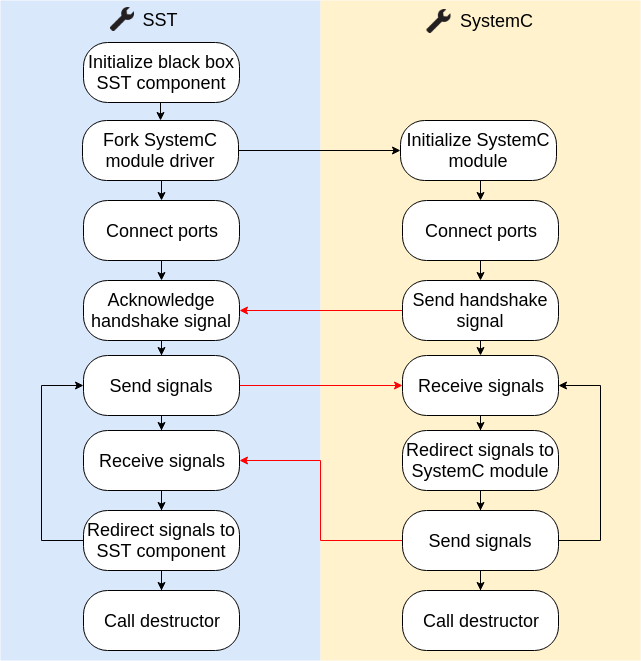 SST
Initialize black box
SST component
Fork SystemC
module driver
Connect ports
Acknowledge
handshake signal
Send signals
Receive signals
Redirect signals to
SST component
Call destructor
SystemC
Initialize SystemC
module
Connect ports
Send handshake
signal
Receive signals
Redirect signals to
SystemC module
Send signals
Call destructor